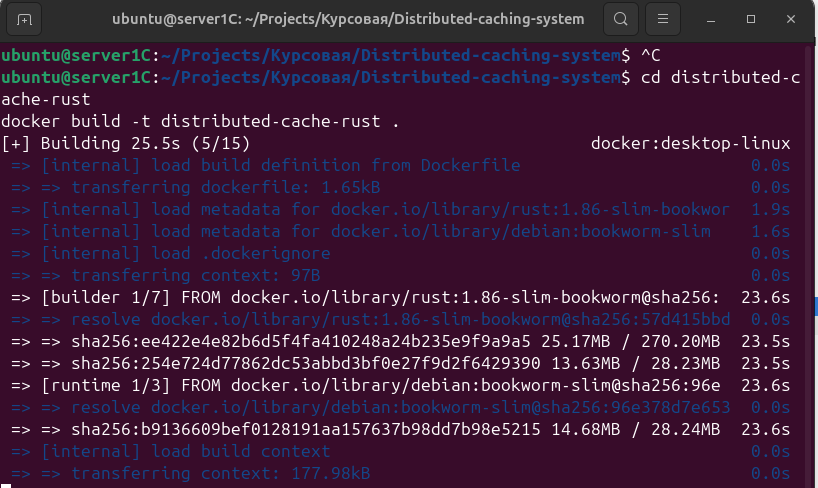 ubuntu@server1C: ~/Projects/Курсовая/Distributed-caching-system
ubuntu@server1C:~/Projects/Курсовая/Distributed-caching-system$ ^C
ubuntu@server1C:~/Projects/Курсовая/Distributed-caching-system$ cd distributed-c
ache-rust
docker build -t distributed-cache-rust .
[+] Building 25.5s (5/15) docker:desktop-linux
=> [internal] load build definition from Dockerfile 0.0s
=> => transferring dockerfile: 1.65kB 0.0s
=> [internal] load metadata for docker.io/library/rust:1.86-slim-bookwor 1.9s
=> [internal] load metadata for docker.io/library/debian:bookworm-slim 1.6s
=> [internal] load .dockerignore 0.0s
=> => transferring context: 97B 0.0s
=> [builder 1/7] FROM docker.io/library/rust:1.86-slim-bookworm@sha256: 23.6s
=> => resolve docker.io/library/rust:1.86-slim-bookworm@sha256:57d415bbd 0.0s
=> => sha256:ee422e4e82b6d5f4fa410248a24b235e9f9a9a5 25.17MB / 270.20MB 23.5s
=> => sha256:254e724d77862dc53abbd3bf0e27f9d2f6429390 13.63MB / 28.23MB 23.5s
=> [runtime 1/3] FROM docker.io/library/debian:bookworm-slim@sha256:96e 23.6s
=> => resolve docker.io/library/debian:bookworm-slim@sha256:96e378d7e653 0.0s
=> => sha256:b9136609bef0128191aa157637b98dd7b98e5215 14.68MB / 28.24MB 23.6s
=> [internal] load build context 0.0s
=> => transferring context: 177.98kB 0.0s